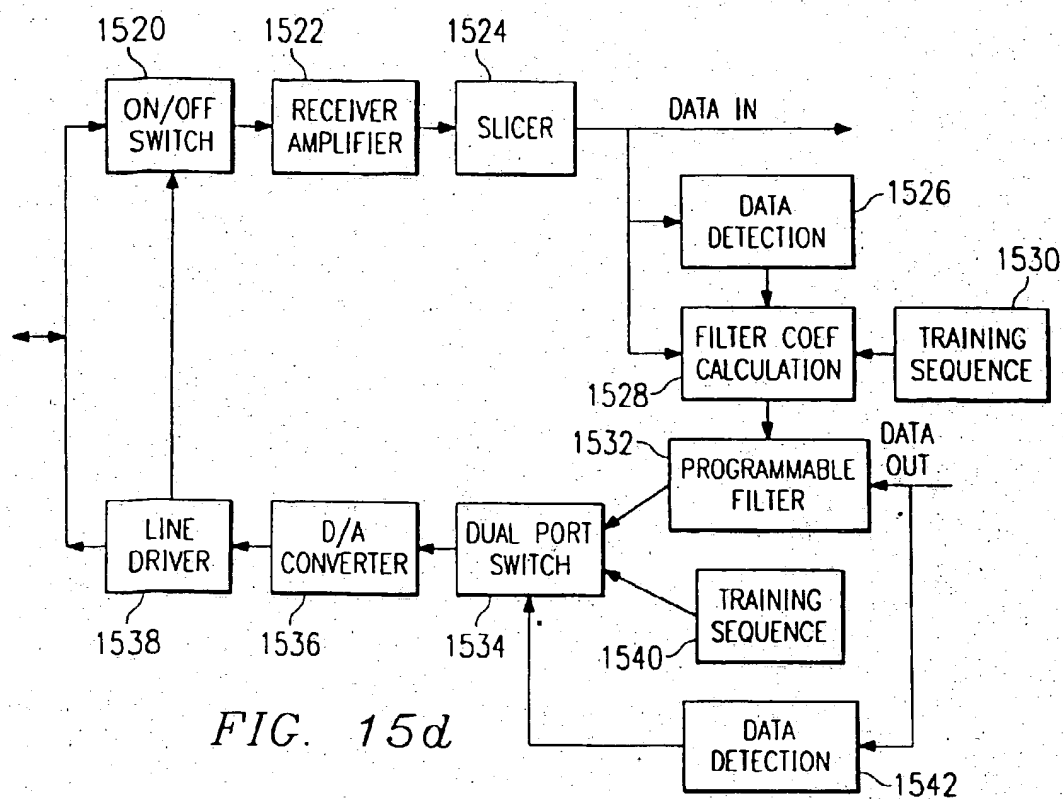 1520
1522
1524
ON/OFF
SWITCH
RECEIVER
AMPLIFIER
SLICER
DATA IN
DATA
DETECTION
1526
1530
FILTER COEF
CALCULATION
1528
TRAINING
SEQUENCE
1532
PROGRAMMABLE
FILTER
DATA
OUT
LINE
DRIVER
D/A
CONVERTER
DUAL PORT
SWITCH
1538
1536
1534
TRAINING
SEQUENCE
1540
DATA
DETECTION
1542
FIG. 15d